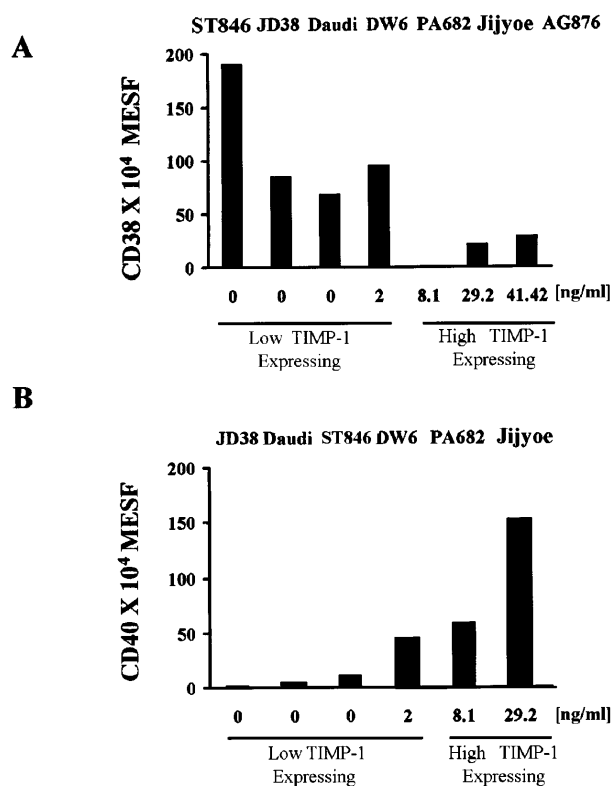 ST846 JD38 Daudi DW6 PA682 Jijyoe AG876
A
CD38 X 10⁴ MESF
200
150
100
50
0
0 0 0 2 8.1 29.2 41.42 [ng/ml]
Low TIMP-1 High TIMP-1
Expressing Expressing
B
JD38 Daudi ST846 DW6 PA682 Jijyoe
CD40 X 10⁴ MESF
200
150
100
50
0
0 0 0 2 8.1 29.2 [ng/ml]
Low TIMP-1 High TIMP-1
Expressing Expressing